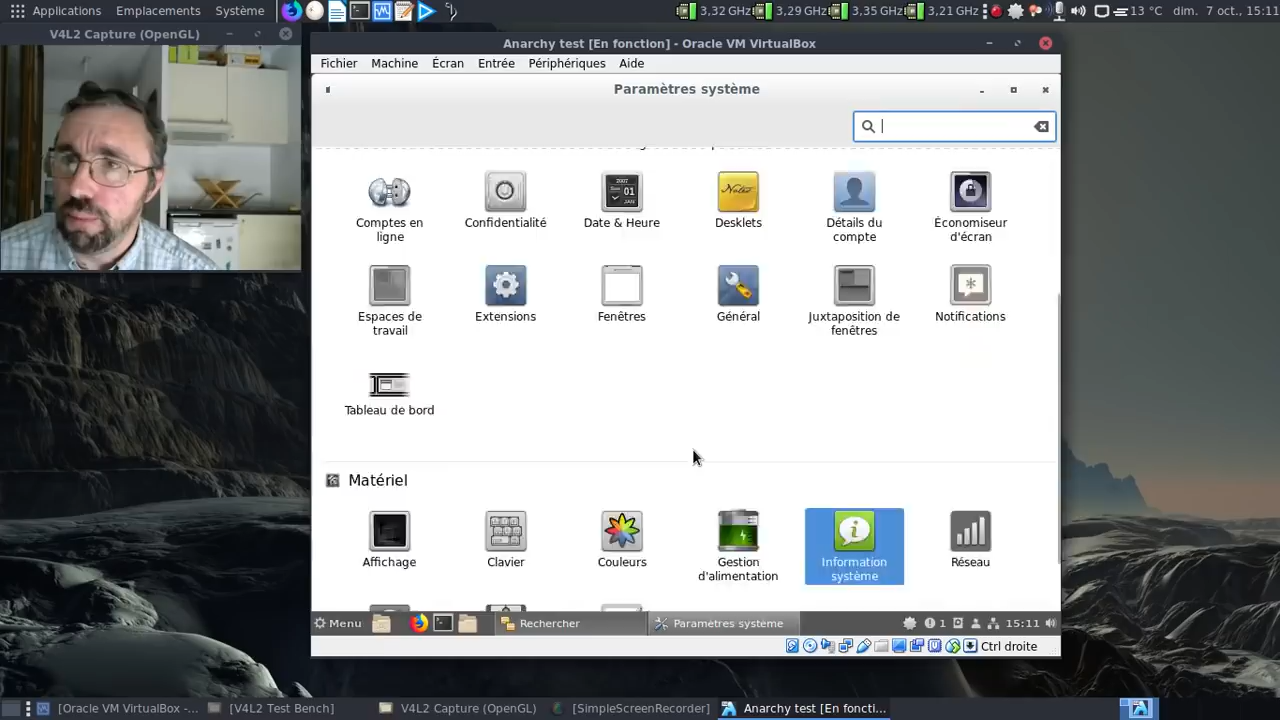 Applications Emplacements Système 3,32 GHz 3,29 GHz 3,35 GHz 3,21 GHz 13 °C dim. 7 oct., 15:11
V4L2 Capture (OpenGL)
Anarchy test [En fonction] - Oracle VM VirtualBox
Fichier Machine Écran Entrée Périphériques Aide
Paramètres système
Comptes en ligne
Confidentialité
Date & Heure
Desklets
Détails du compte
Économiseur d'écran
Espaces de travail
Extensions
Fenêtres
Général
Juxtaposition de fenêtres
Notifications
Tableau de bord
Matériel
Affichage
Clavier
Couleurs
Gestion d'alimentation
Information système
Réseau
Menu Rechercher Paramètres système 1 15:11
Ctrl droite
[Oracle VM VirtualBox -... [V4L2 Test Bench] V4L2 Capture (OpenGL) [SimpleScreenRecorder] Anarchy test [En foncti...